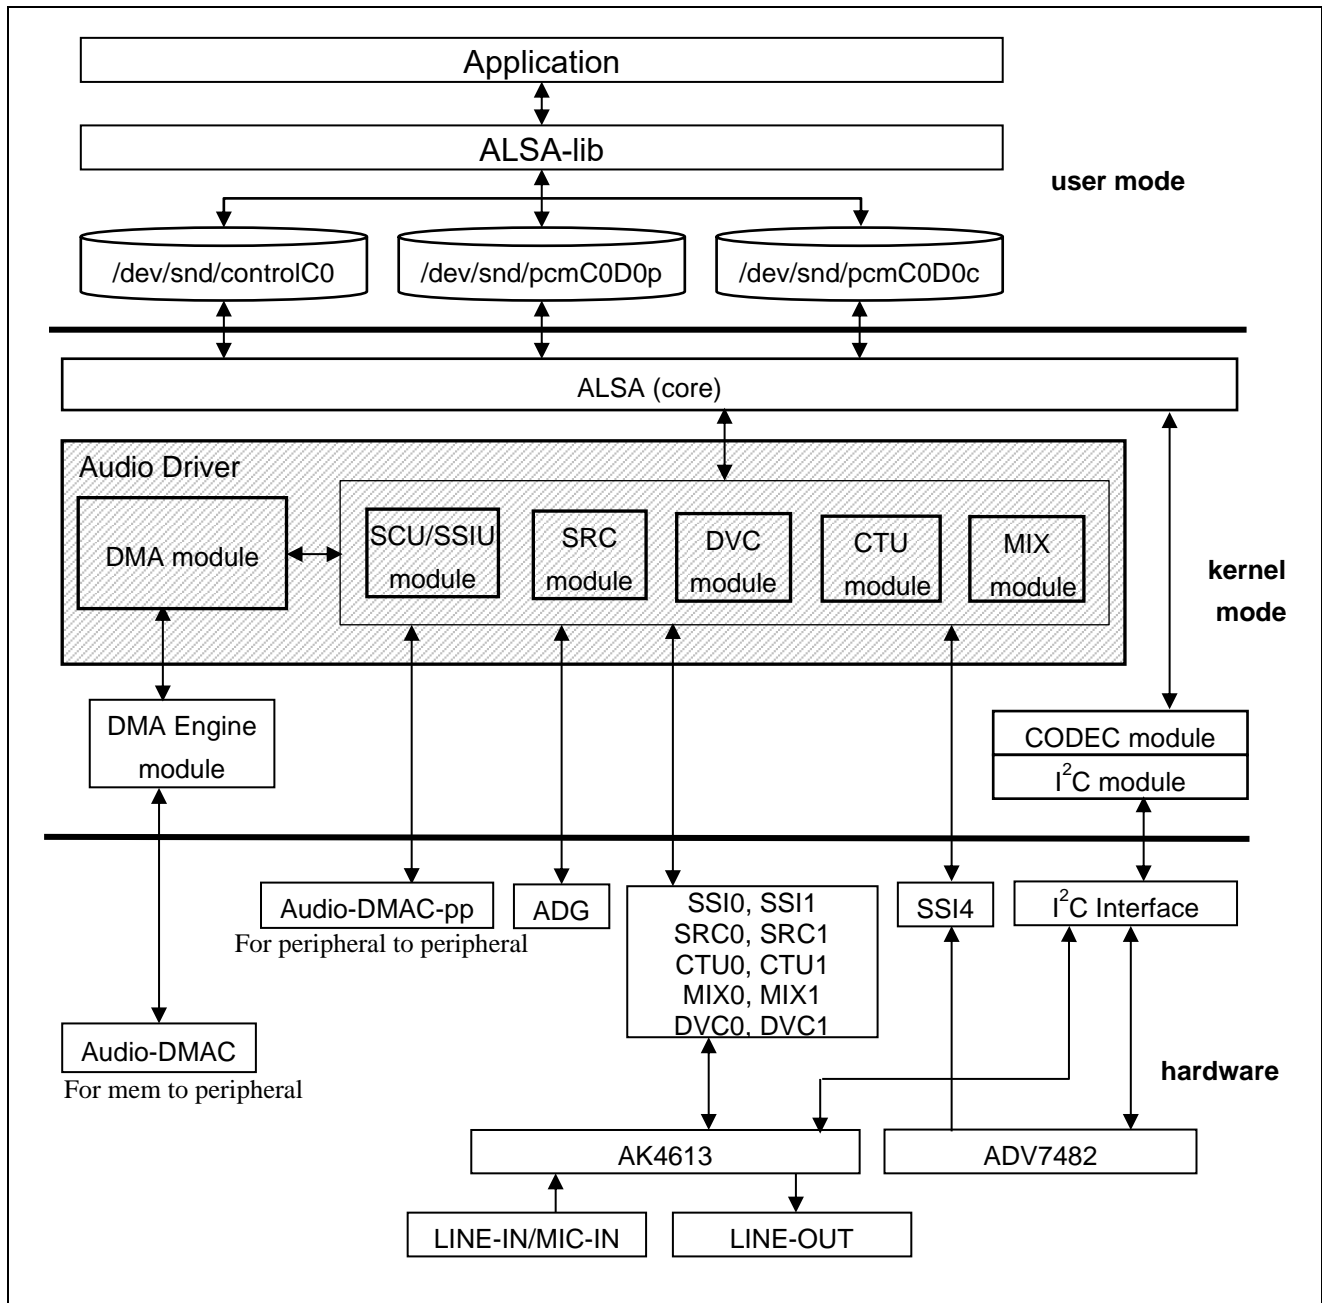 Application
ALSA-lib
user mode
/dev/snd/controlC0
/dev/snd/pcmC0D0p
/dev/snd/pcmC0D0c
ALSA (core)
Audio Driver
DMA module
SCU/SSIU
module
SRC
module
DVC
module
CTU
module
MIX
module
kernel
mode
DMA Engine
module
CODEC module
I²C module
Audio-DMAC-pp
For peripheral to peripheral
ADG
SSI0, SSI1
SRC0, SRC1
CTU0, CTU1
MIX0, MIX1
DVC0, DVC1
SSI4
I²C Interface
Audio-DMAC
For mem to peripheral
hardware
AK4613
ADV7482
LINE-IN/MIC-IN
LINE-OUT